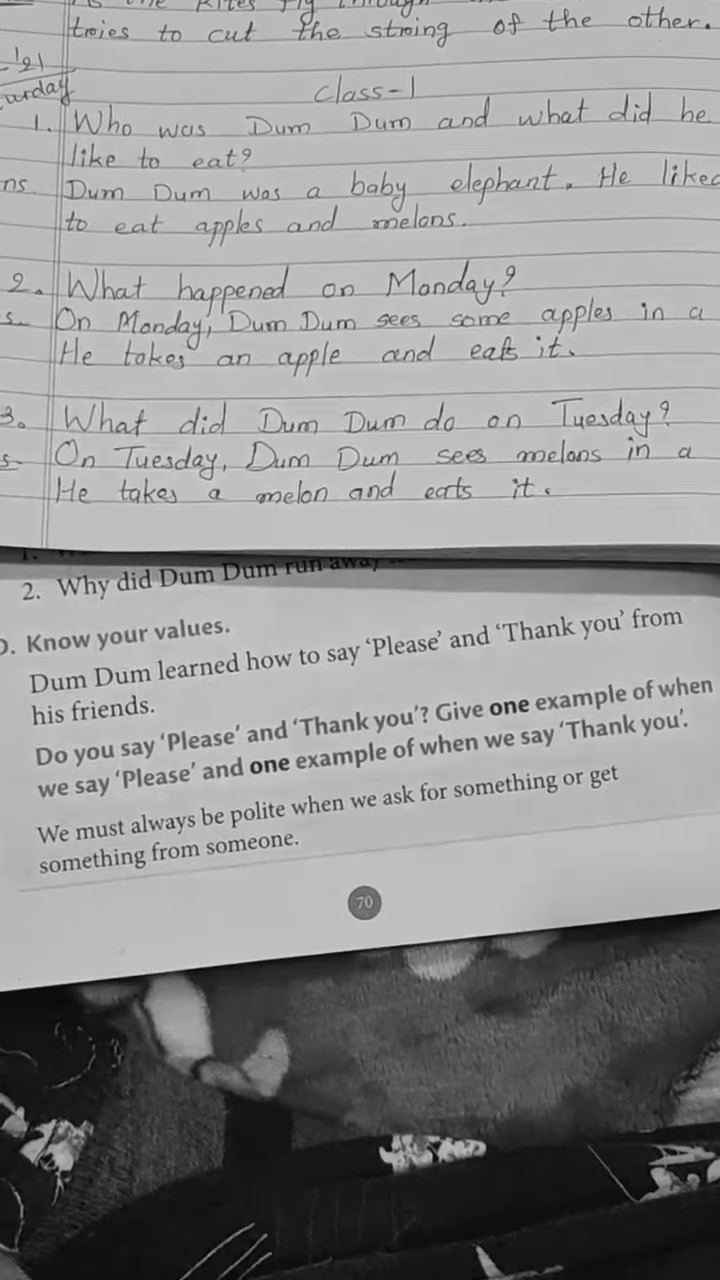 tries to cut the string of the other.
Class-1
1. Who was Dum Dum and what did he
like to eat?
Dum Dum was a baby elephant. He liked
to eat apples and melons.
2. What happened on Monday?
On Monday, Dum Dum sees some apples in a
He takes an apple and eats it.
3. What did Dum Dum do on Tuesday?
On Tuesday, Dum Dum sees melons in a
He takes a melon and eats it.
2. Why did Dum Dum run away
D. Know your values.
Dum Dum learned how to say ‘Please’ and ‘Thank you’ from
his friends.
Do you say ‘Please’ and ‘Thank you’? Give one example of when
we say ‘Please’ and one example of when we say ‘Thank you’.
We must always be polite when we ask for something or get
something from someone.
70